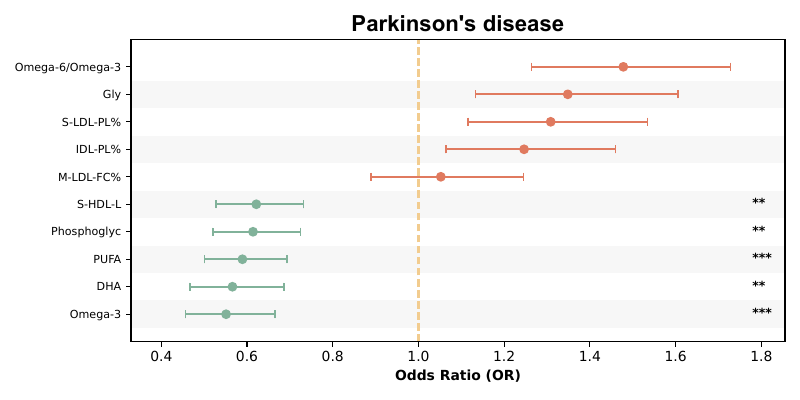 Parkinson's disease
Omega-6/Omega-3
Gly
S-LDL-PL%
IDL-PL%
M-LDL-FC%
S-HDL-L **
Phosphoglyc **
PUFA ***
DHA **
Omega-3 ***
0.4 0.6 0.8 1.0 1.2 1.4 1.6 1.8
Odds Ratio (OR)